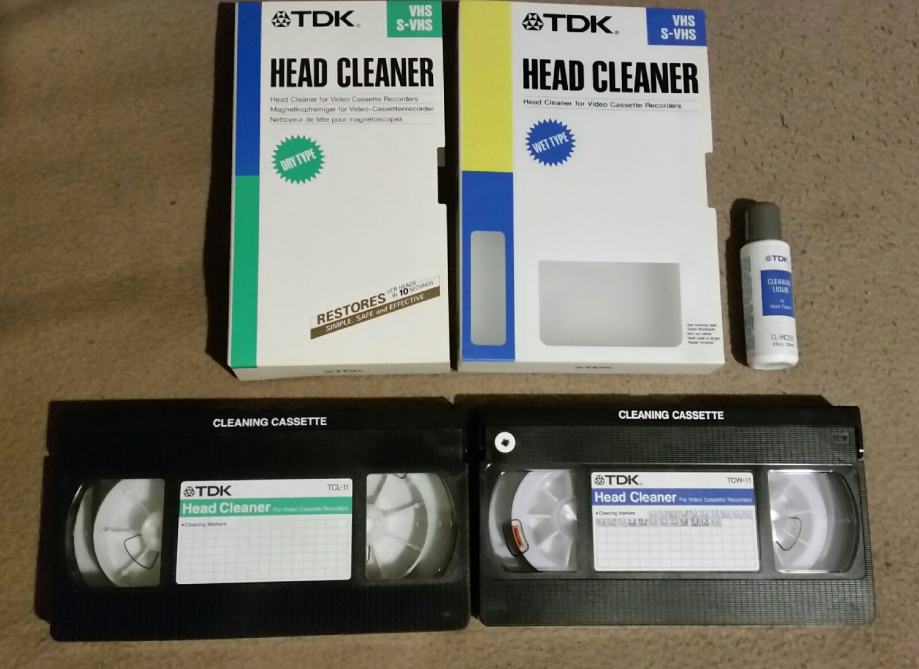 TDK®
VHS
S-VHS
HEAD CLEANER
Head Cleaner for Video Cassette Recorders
Magnetkopfreiniger für Video-Cassettenrecorder
Nettoyeur de tête pour magnétoscopes
DRY TYPE
RESTORES VCR HEADS IN 10 SECONDS
SIMPLE, SAFE and EFFECTIVE
TDK
TDK®
VHS
S-VHS
HEAD CLEANER
Head Cleaner for Video Cassette Recorders
WET TYPE
TDK
TDK
CLEANING
LIQUID
CLEANING CASSETTE
TDK
TCL-11
Head Cleaner For Video Cassette Recorders
•Cleaning Markers
CLEANING CASSETTE
TDK
TCW-11
Head Cleaner For Video Cassette Recorders
•Cleaning Markers